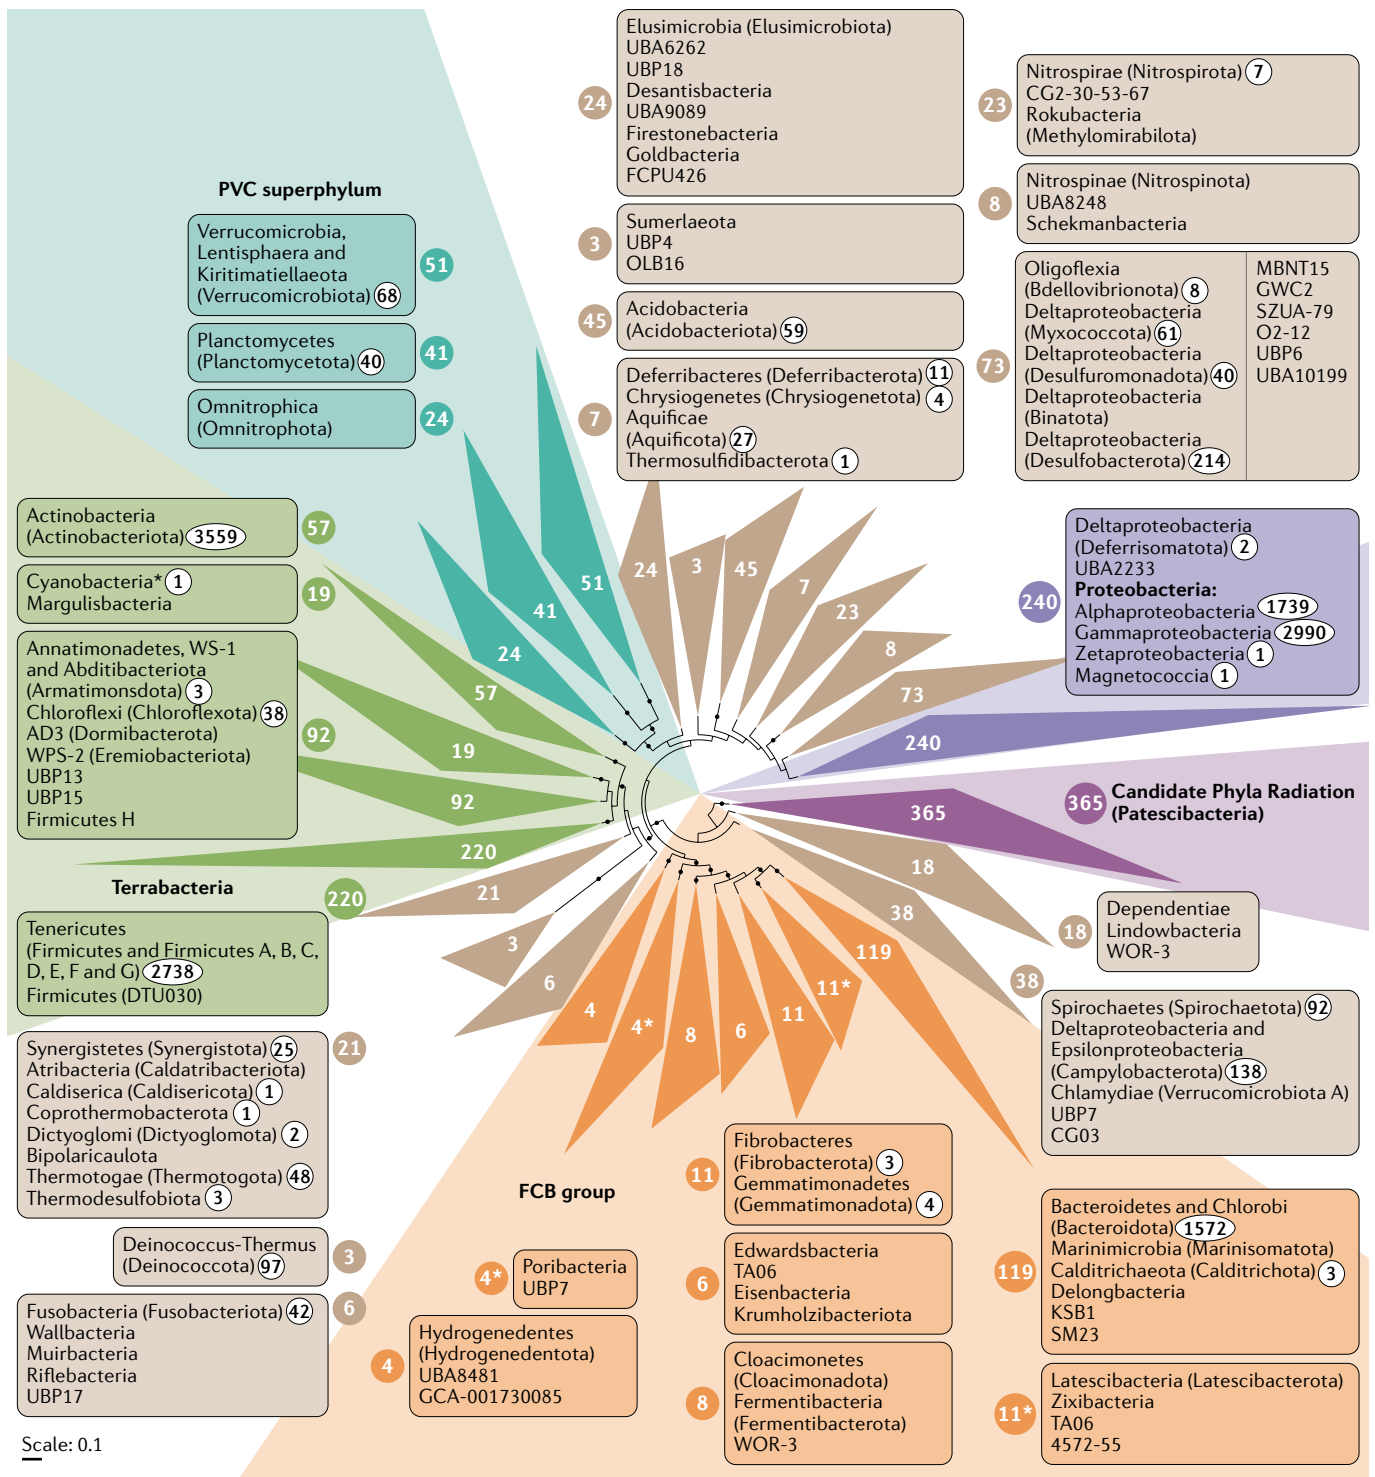 PVC superphylum
Verrucomicrobia,
Lentisphaera and
Kiritimatiellaeota
(Verrucomicrobiota) 68
51
Planctomycetes
(Planctomycetota) 40
41
Omnitrophica
(Omnitrophota)
24
24
Elusimicrobia (Elusimicrobiota)
UBA6262
UBP18
Desantisbacteria
UBA9089
Firestonebacteria
Goldbacteria
FCPU426
3
Sumerlaeota
UBP4
OLB16
45
Acidobacteria
(Acidobacteriota) 59
7
Deferribacteres (Deferribacterota) 11
Chrysiogenetes (Chrysiogenetota) 4
Aquificae
(Aquificota) 27
Thermosulfidibacterota 1
23
Nitrospirae (Nitrospirota) 7
CG2-30-53-67
Rokubacteria
(Methylomirabilota)
8
Nitrospinae (Nitrospinota)
UBA8248
Schekmanbacteria
73
Oligoflexia
(Bdellovibrionota) 8
Deltaproteobacteria
(Myxococcota) 61
Deltaproteobacteria
(Desulfuromonadota) 40
Deltaproteobacteria
(Binatota)
Deltaproteobacteria
(Desulfobacterota) 214
MBNT15
GWC2
SZUA-79
O2-12
UBP6
UBA10199
240
Deltaproteobacteria
(Deferrisomatota) 2
UBA2233
Proteobacteria:
Alphaproteobacteria 1739
Gammaproteobacteria 2990
Zetaproteobacteria 1
Magnetococcia 1
Actinobacteria
(Actinobacteriota) 3559
57
Cyanobacteria* 1
Margulisbacteria
19
Annatimonadetes, WS-1
and Abditibacteriota
(Armatimonsdota) 3
Chloroflexi (Chloroflexota) 38
AD3 (Dormibacterota)
WPS-2 (Eremiobacteriota)
UBP13
UBP15
Firmicutes H
92
Terrabacteria
220
Tenericutes
(Firmicutes and Firmicutes A, B, C,
D, E, F and G) 2738
Firmicutes (DTU030)
24
41
51
24
3
45
7
23
8
73
240
365
18
38
119
11*
11
6
8
4*
4
6
3
21
220
92
19
57
365
Candidate Phyla Radiation
(Patescibacteria)
18
Dependentiae
Lindowbacteria
WOR-3
38
Spirochaetes (Spirochaetota) 92
Deltaproteobacteria and
Epsilonproteobacteria
(Campylobacterota) 138
Chlamydiae (Verrucomicrobiota A)
UBP7
CG03
Synergistetes (Synergistota) 25
Atribacteria (Caldatribacteriota)
Caldiserica (Caldisericota) 1
Coprothermobacterota 1
Dictyoglomi (Dictyoglomota) 2
Bipolaricaulota
Thermotogae (Thermotogota) 48
Thermodesulfobiota 3
21
Deinococcus-Thermus
(Deinococcota) 97
3
Fusobacteria (Fusobacteriota) 42
Wallbacteria
Muirbacteria
Riflebacteria
UBP17
6
FCB group
4*
Poribacteria
UBP7
4
Hydrogenedentes
(Hydrogenedentota)
UBA8481
GCA-001730085
11
Fibrobacteres
(Fibrobacterota) 3
Gemmatimonadetes
(Gemmatimonadota) 4
6
Edwardsbacteria
TA06
Eisenbacteria
Krumholzibacteriota
8
Cloacimonetes
(Cloacimonadota)
Fermentibacteria
(Fermentibacterota)
WOR-3
119
Bacteroidetes and Chlorobi
(Bacteroidota) 1572
Marinimicrobia (Marinisomatota)
Calditrichaeota (Calditrichota) 3
Delongbacteria
KSB1
SM23
11*
Latescibacteria (Latescibacterota)
Zixibacteria
TA06
4572-55
Scale: 0.1